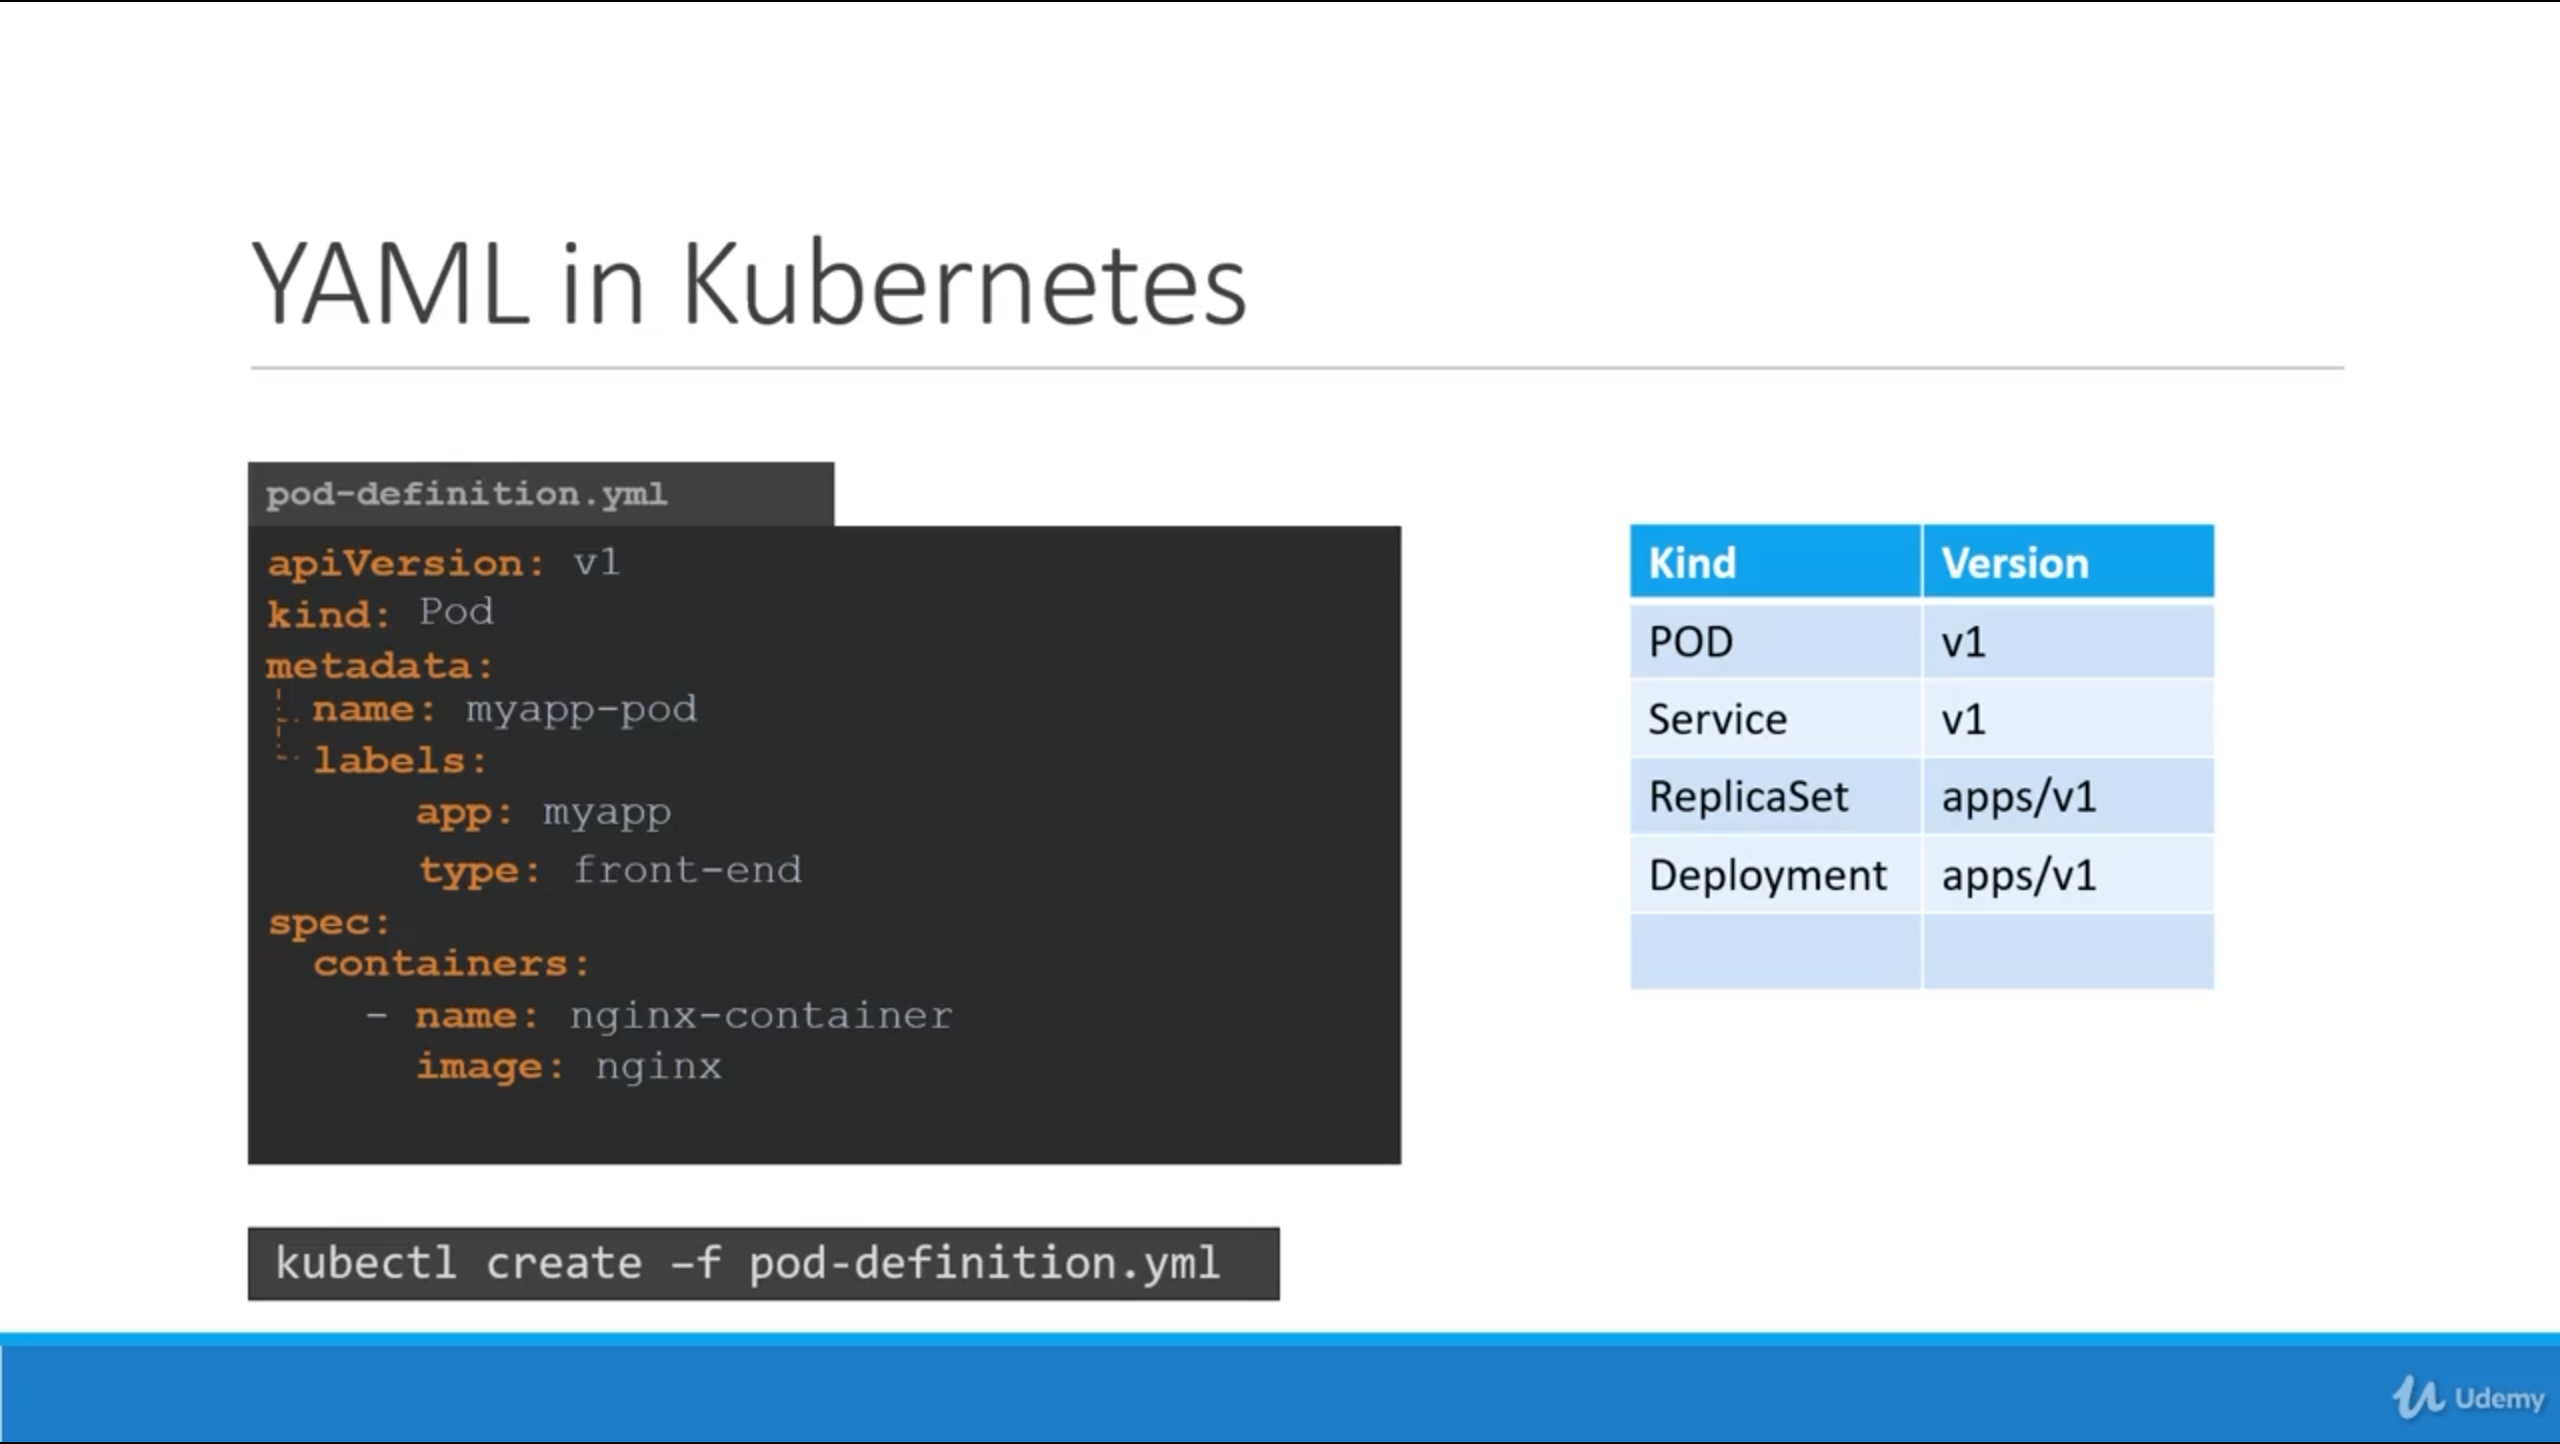 YAML in Kubernetes
pod-definition.yml
apiVersion: v1
kind: Pod
metadata:
name: myapp-pod
labels:
app: myapp
type: front-end
spec:
containers:
- name: nginx-container
image: nginx
Kind Version
POD v1
Service v1
ReplicaSet apps/v1
Deployment apps/v1
kubectl create –f pod-definition.yml
Udemy